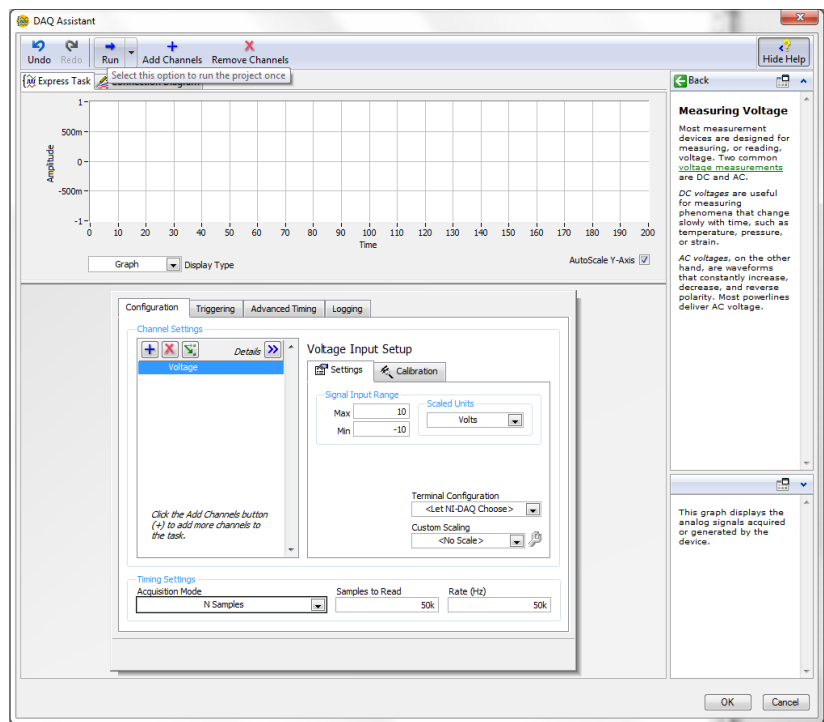 DAQ Assistant
Undo Redo Run Add Channels Remove Channels Hide Help
Select this option to run the project once
Express Task Connection Diagram
1
500m
0
-500m
-1
Amplitude
0 10 20 30 40 50 60 70 80 90 100 110 120 130 140 150 160 170 180 190 200
Time
Graph Display Type AutoScale Y-Axis
Configuration Triggering Advanced Timing Logging
Channel Settings
Details
Voltage
Click the Add Channels button
(+) to add more channels to
the task.
Voltage Input Setup
Settings Calibration
Signal Input Range
Max 10
Min -10
Scaled Units
Volts
Terminal Configuration
<Let NI-DAQ Choose>
Custom Scaling
<No Scale>
Timing Settings
Acquisition Mode Samples to Read Rate (Hz)
N Samples 50k 50k
Back
Measuring Voltage
Most measurement
devices are designed for
measuring, or reading,
voltage. Two common
voltage measurements
are DC and AC.
DC voltages are useful
for measuring
phenomena that change
slowly with time, such as
temperature, pressure,
or strain.
AC voltages, on the other
hand, are waveforms
that constantly increase,
decrease, and reverse
polarity. Most powerlines
deliver AC voltage.
This graph displays the
analog signals acquired
or generated by the
device.
OK Cancel